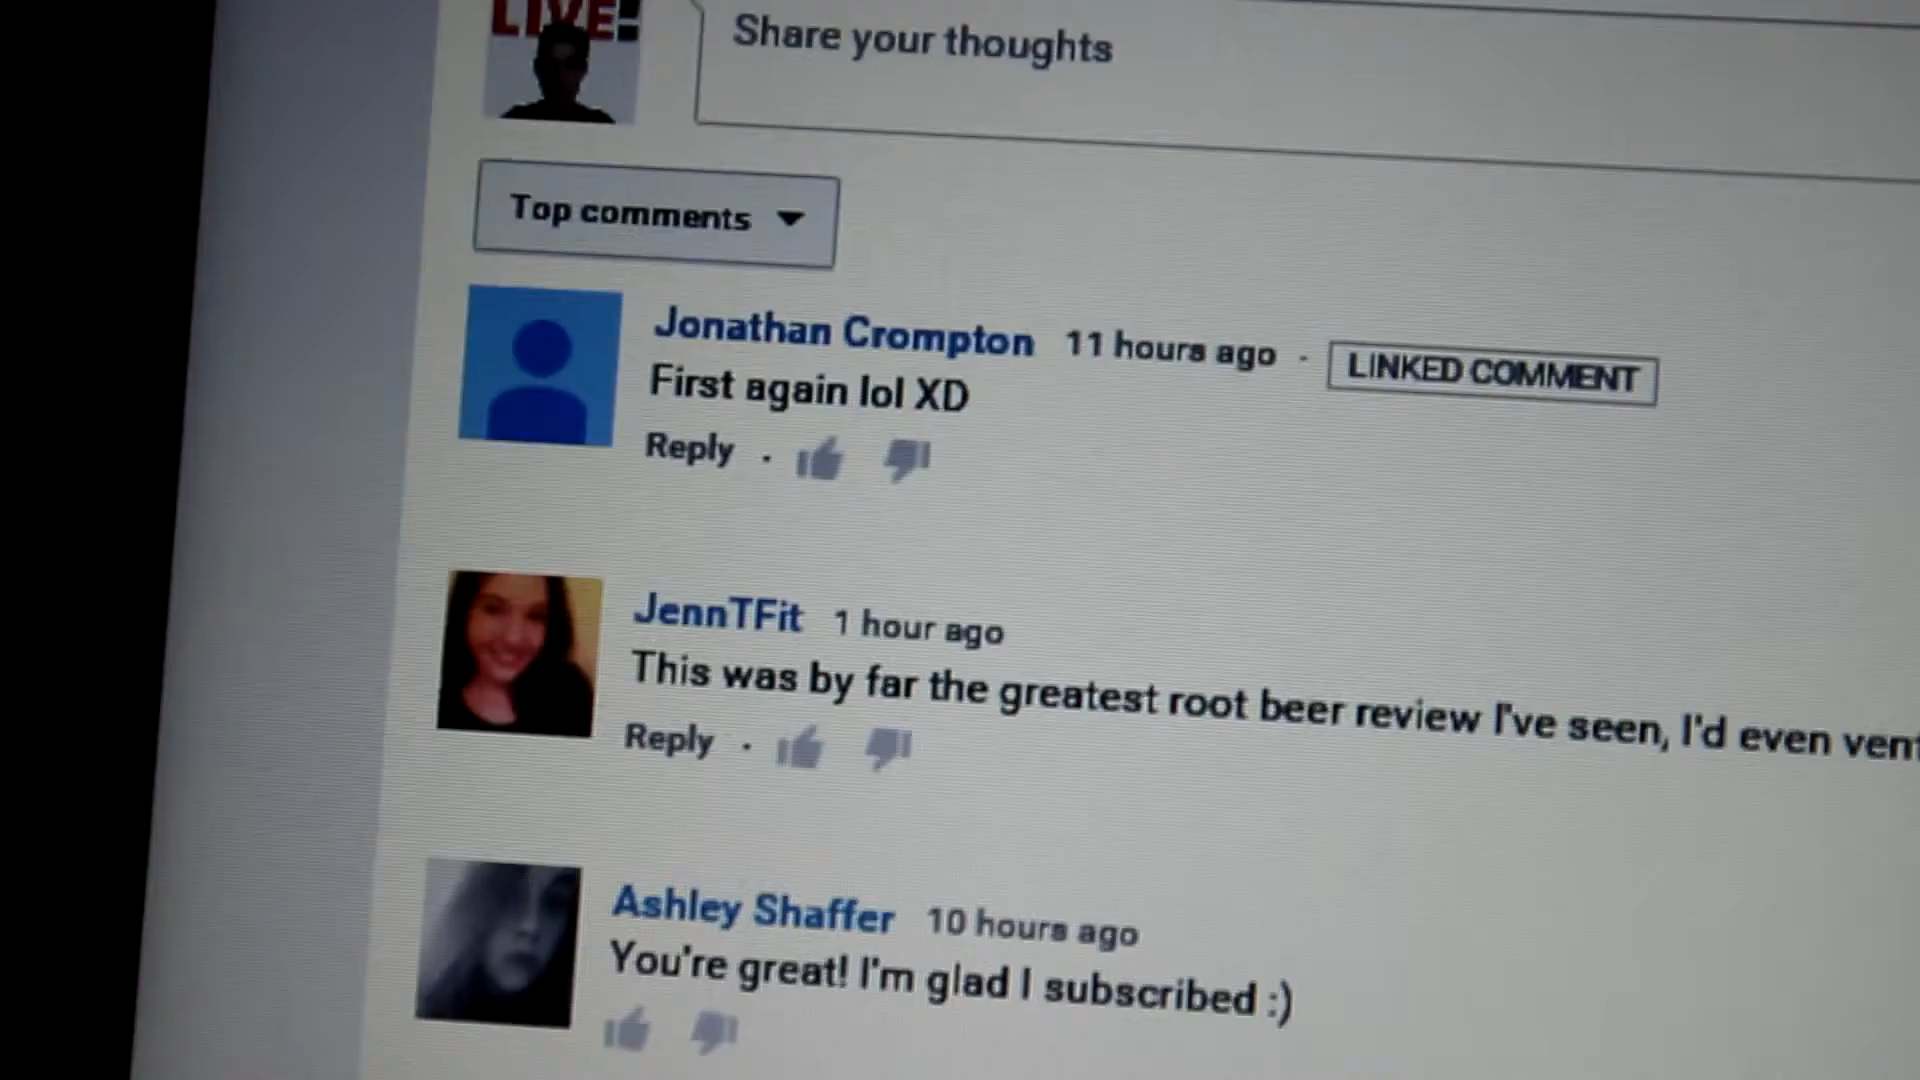 LIVE!
Share your thoughts
Top comments
Jonathan Crompton 11 hours ago · LINKED COMMENT
First again lol XD
Reply ·
JennTFit 1 hour ago
This was by far the greatest root beer review I've seen, I'd even
Reply ·
Ashley Shaffer 10 hours ago
You're great! I'm glad I subscribed :)